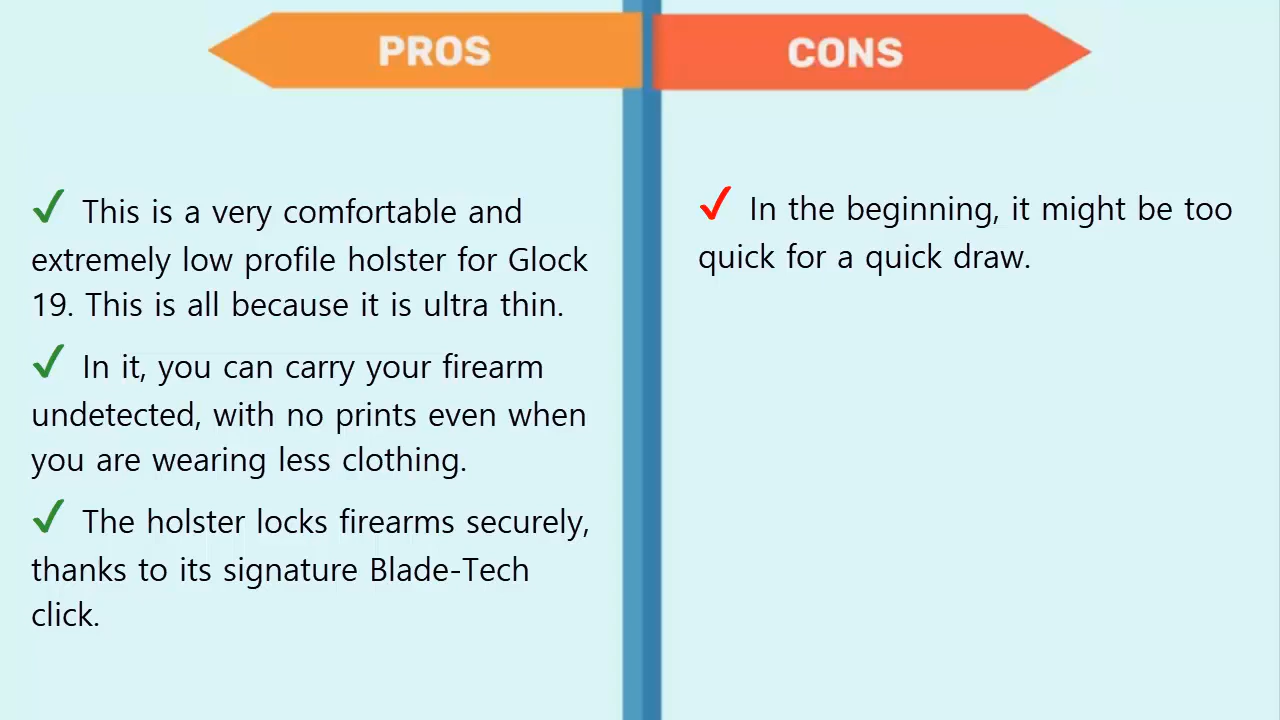 PROS
CONS
✓ This is a very comfortable and
extremely low profile holster for Glock
19. This is all because it is ultra thin.
✓ In it, you can carry your firearm
undetected, with no prints even when
you are wearing less clothing.
✓ The holster locks firearms securely,
thanks to its signature Blade-Tech
click.
✓ In the beginning, it might be too
quick for a quick draw.